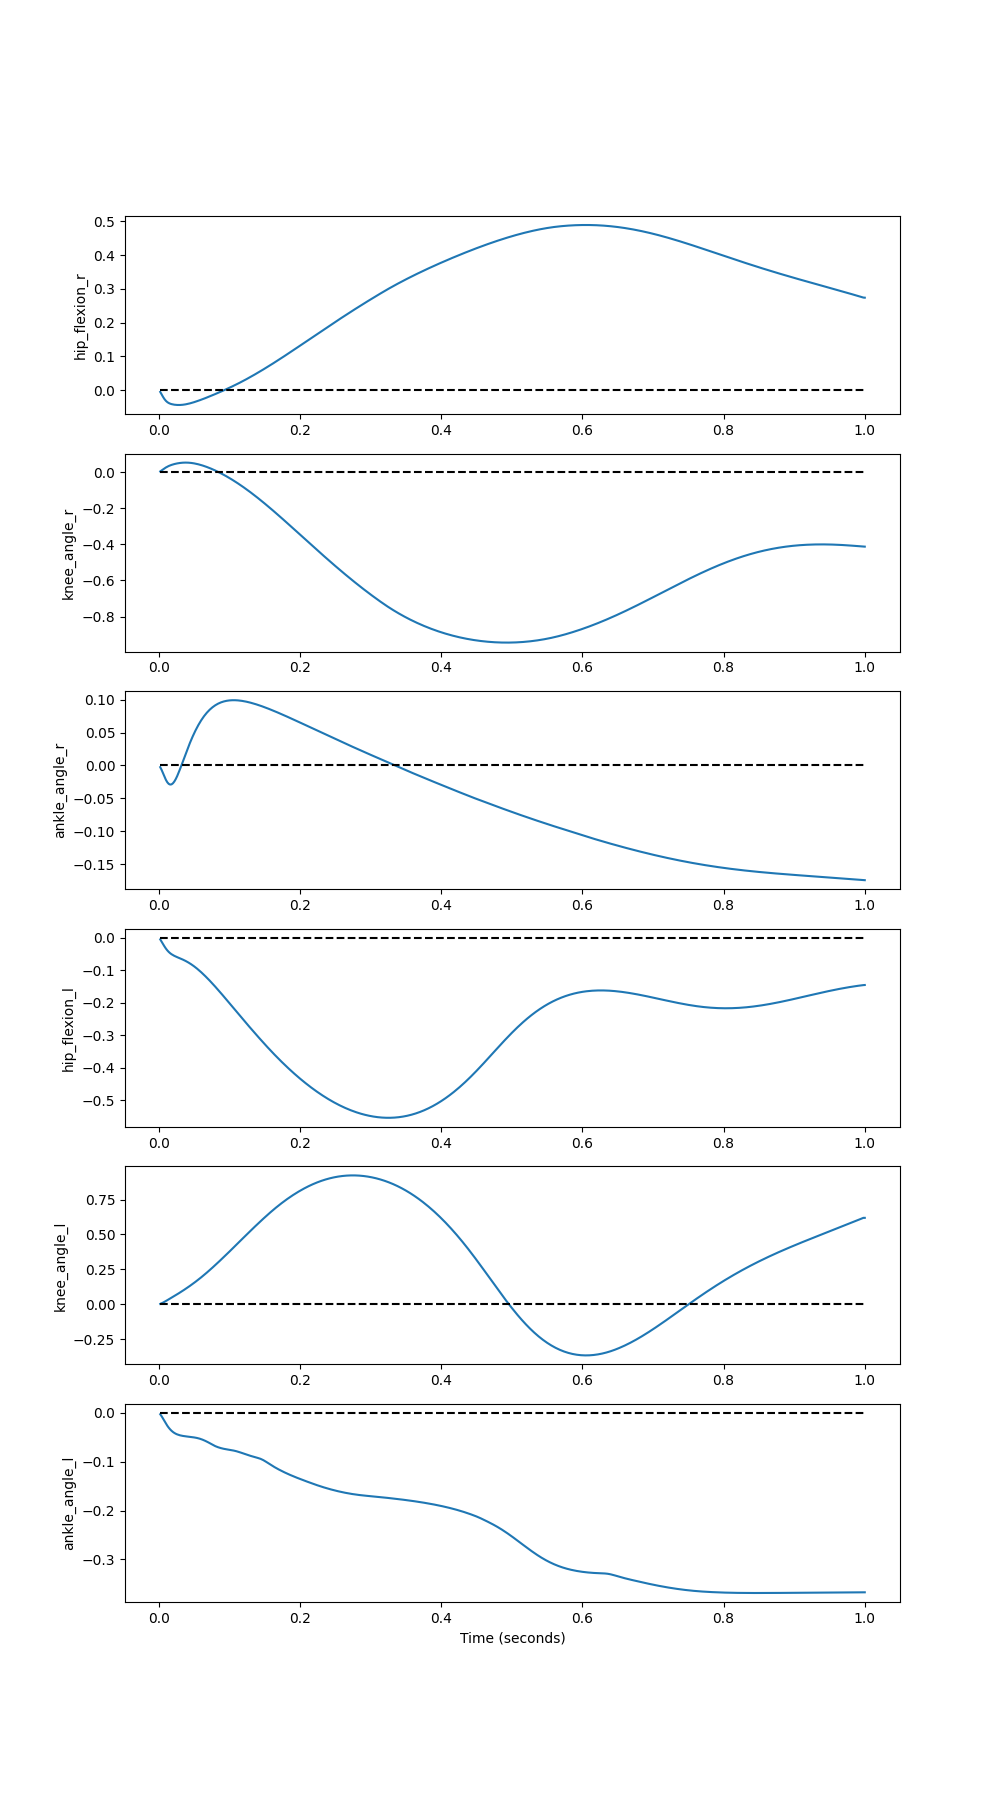 hip_flexion_r
0.5
0.4
0.3
0.2
0.1
0.0
0.0 0.2 0.4 0.6 0.8 1.0
knee_angle_r
0.0
−0.2
−0.4
−0.6
−0.8
0.0 0.2 0.4 0.6 0.8 1.0
ankle_angle_r
0.10
0.05
0.00
−0.05
−0.10
−0.15
0.0 0.2 0.4 0.6 0.8 1.0
hip_flexion_l
0.0
−0.1
−0.2
−0.3
−0.4
−0.5
0.0 0.2 0.4 0.6 0.8 1.0
knee_angle_l
0.75
0.50
0.25
0.00
−0.25
0.0 0.2 0.4 0.6 0.8 1.0
ankle_angle_l
0.0
−0.1
−0.2
−0.3
0.0 0.2 0.4 0.6 0.8 1.0
Time (seconds)